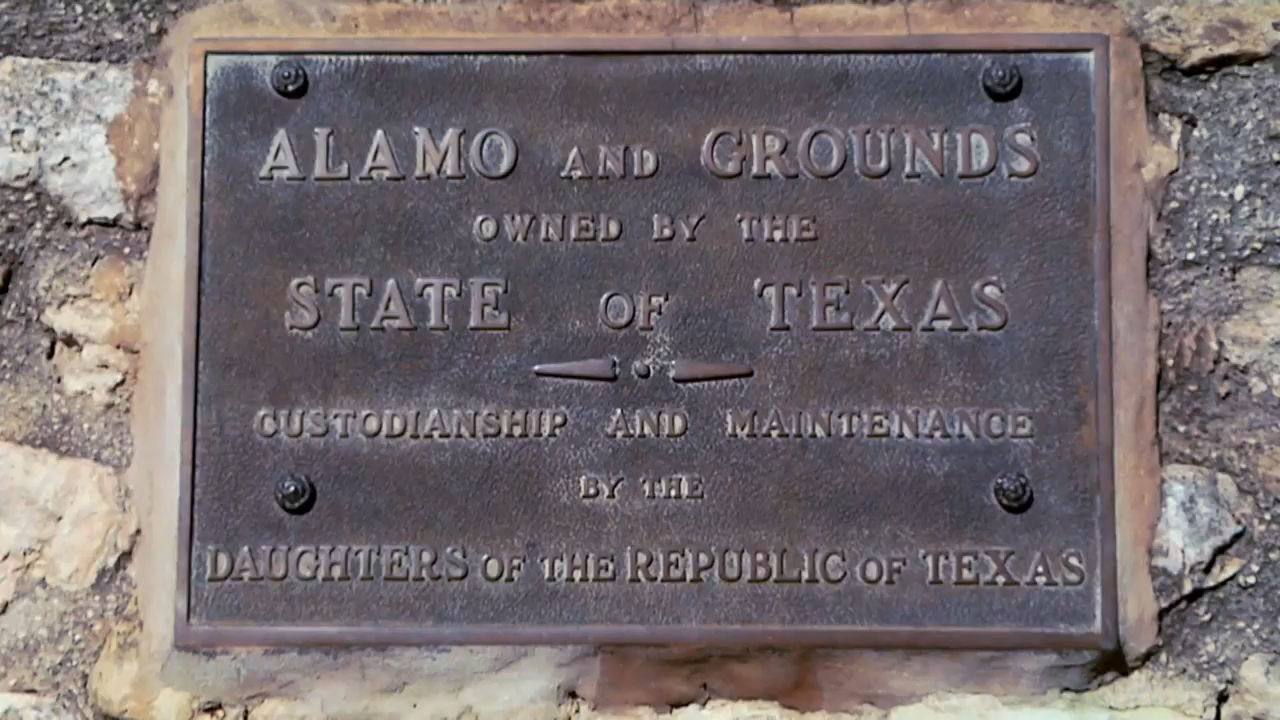 ALAMO AND GROUNDS
OWNED BY THE
STATE OF TEXAS
CUSTODIANSHIP AND MAINTENANCE
BY THE
DAUGHTERS OF THE REPUBLIC OF TEXAS